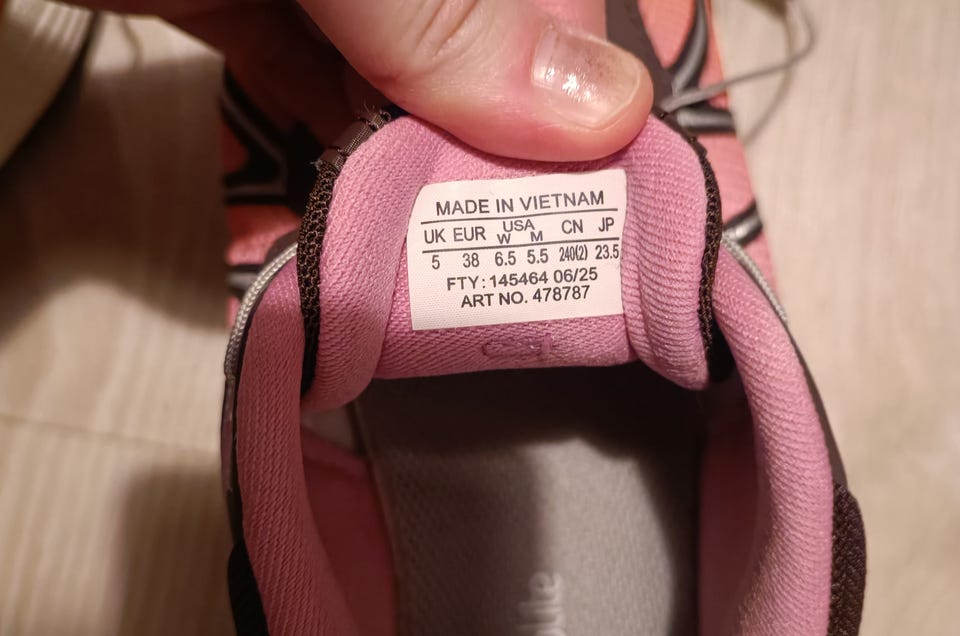 MADE IN VIETNAM
UK EUR USA W M CN JP
5 38 6.5 5.5 240(2) 23.5
FTY: 145464 06/25
ART NO. 478787